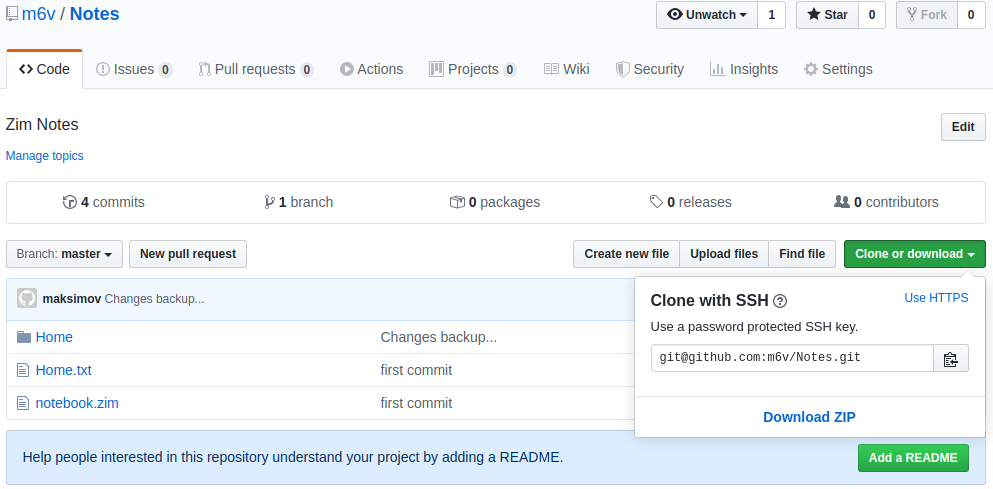 m6v / Notes Unwatch 1 Star 0 Fork 0
Code Issues 0 Pull requests 0 Actions Projects 0 Wiki Security Insights Settings
Zim Notes Edit
Manage topics
4 commits 1 branch 0 packages 0 releases 0 contributors
Branch: master New pull request Create new file Upload files Find file Clone or download
maksimov Changes backup...
Home Changes backup...
Home.txt first commit
notebook.zim first commit
Clone with SSH ? Use HTTPS
Use a password protected SSH key.
git@github.com:m6v/Notes.git
Download ZIP
Help people interested in this repository understand your project by adding a README. Add a README